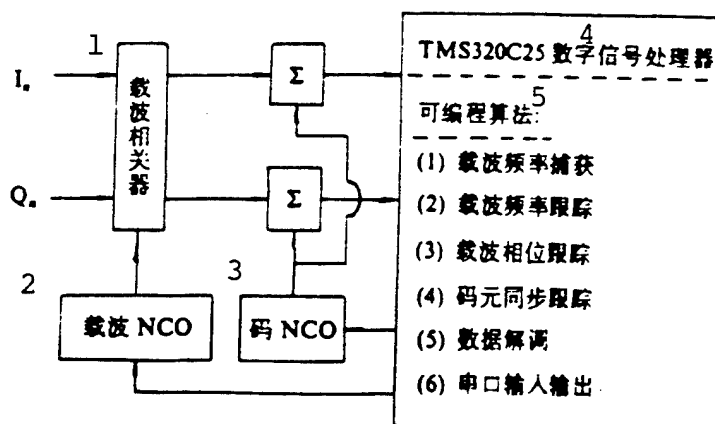 1
4
TMS320C25 数字信号处理器
Iₙ
载波相关器
Σ
5
可编程算法:
(1) 载波频率捕获
Qₙ
Σ
(2) 载波频率跟踪
(3) 载波相位跟踪
2
3
(4) 码元同步跟踪
载波 NCO
码 NCO
(5) 数据解调
(6) 串口输入输出